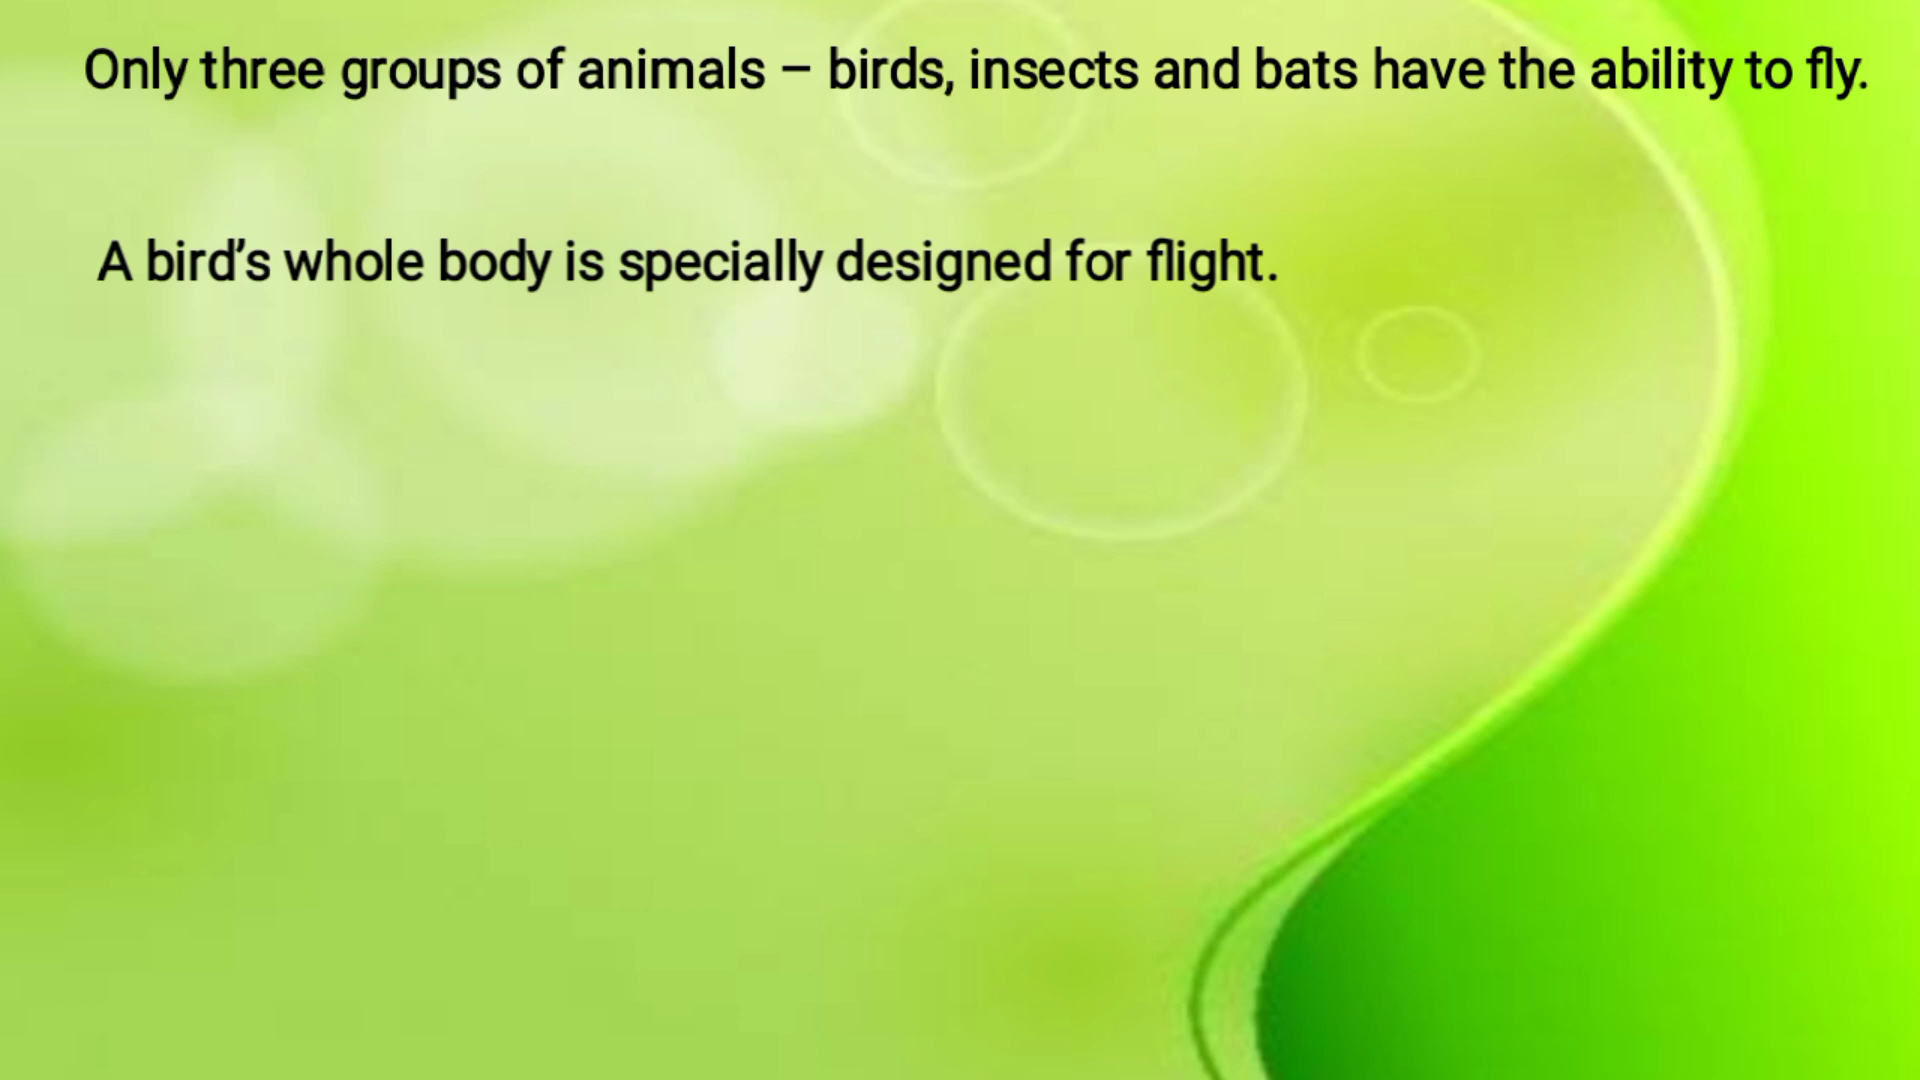 Only three groups of animals – birds, insects and bats have the ability to fly.
A bird’s whole body is specially designed for flight.